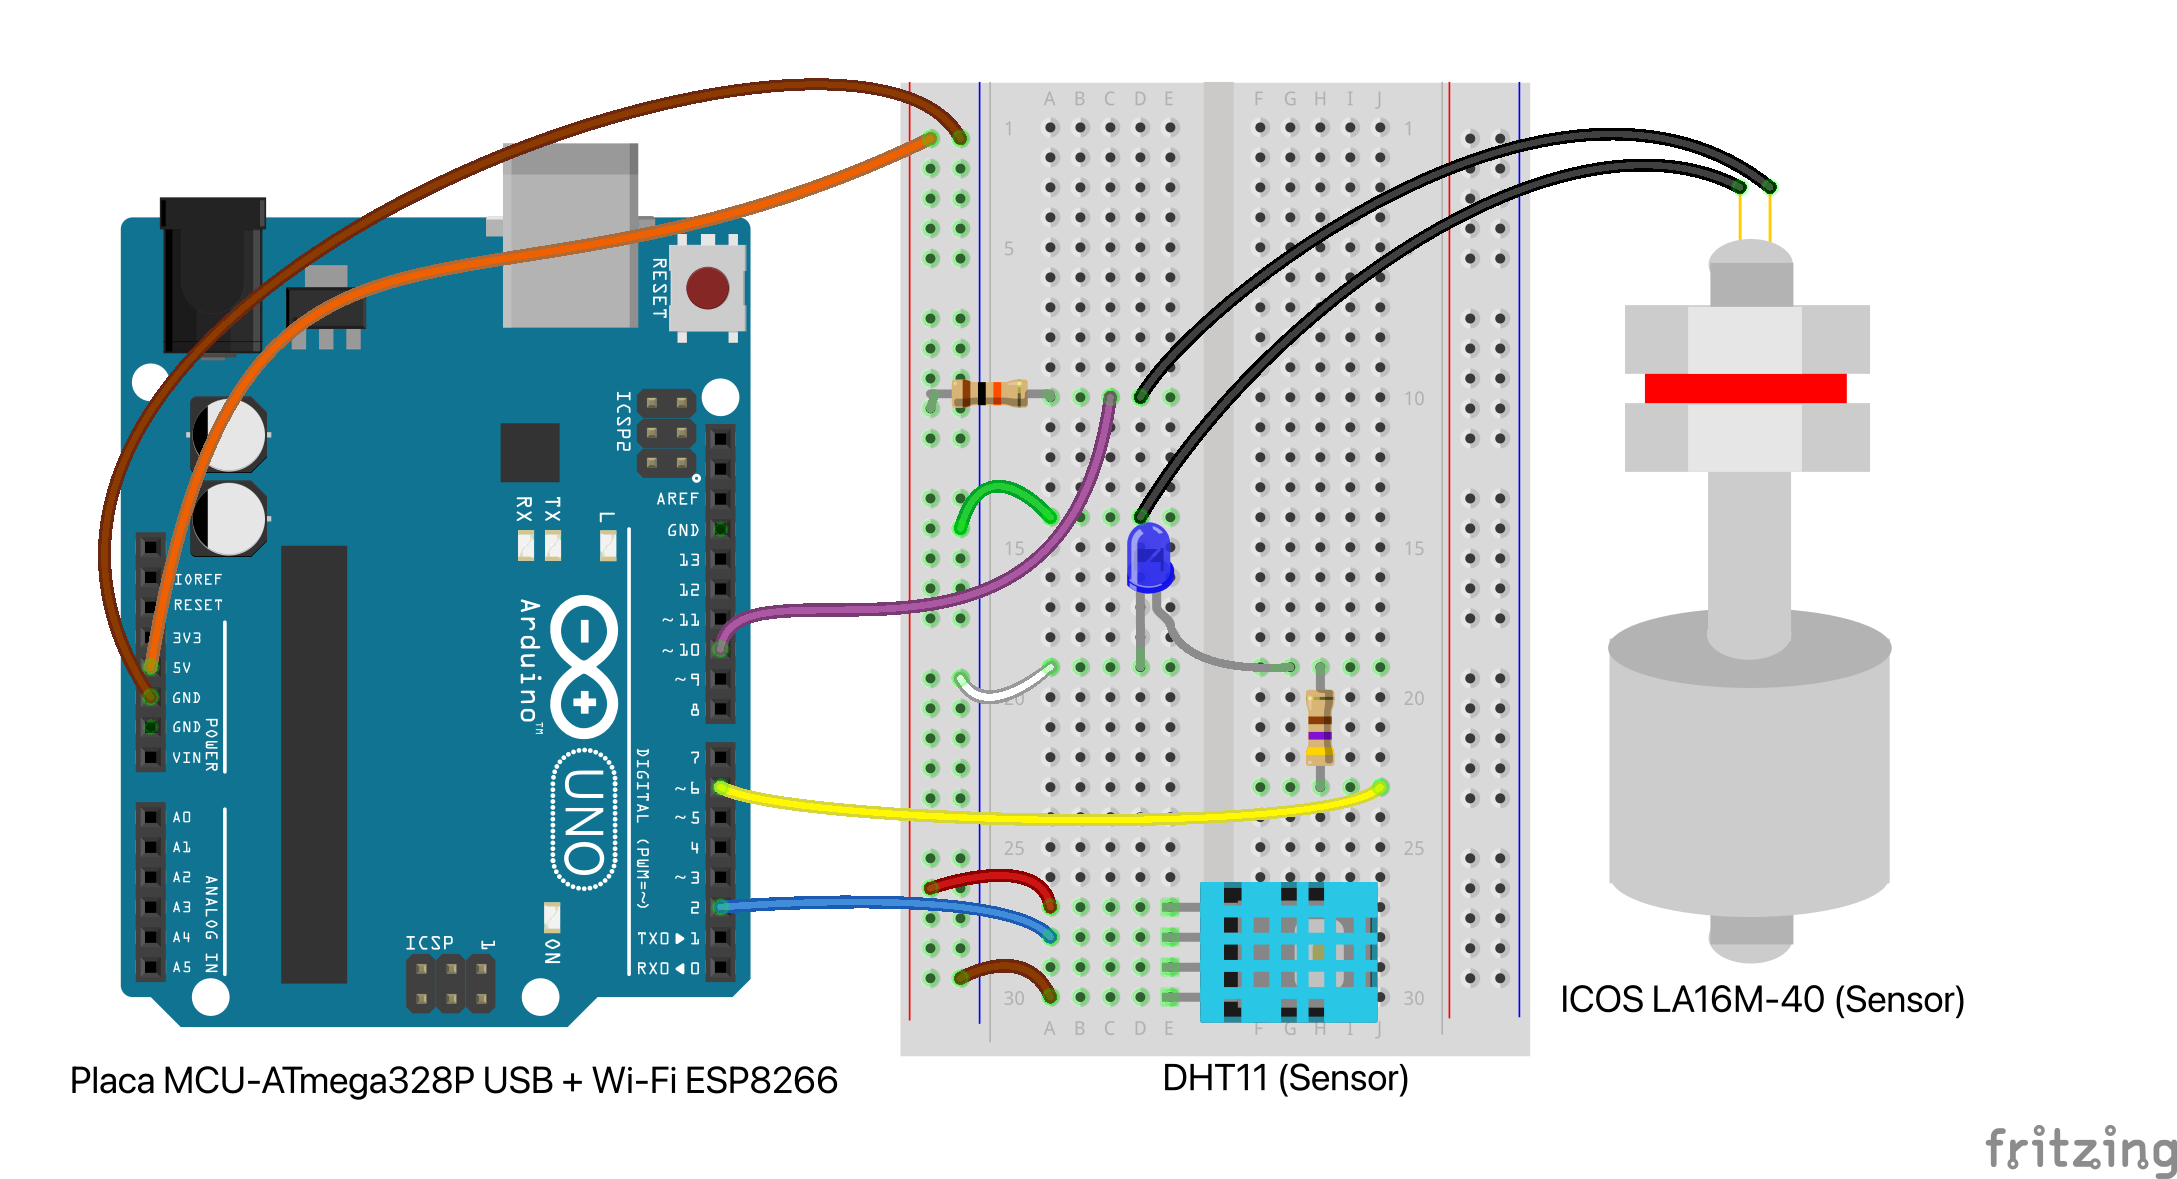 A B C D E F G H I J
1 1
5
10 10
15 15
20 20
25 25
30 30
A B C D E F G H I J
RESET
ICSP2
AREF
GND
13
12
~11
~10
~9
8
7
~6
~5
4
~3
2
TX0▶1
RX0◀0
RX TX L
IOREF
RESET
3V3
5V
GND
GND
VIN
POWER
A0
A1
A2
A3
A4
A5
ANALOG IN
Arduino™
UNO
DIGITAL (PWM=~)
ICSP 1
ON
ICOS LA16M-40 (Sensor)
Placa MCU-ATmega328P USB + Wi-Fi ESP8266
DHT11 (Sensor)
fritzing